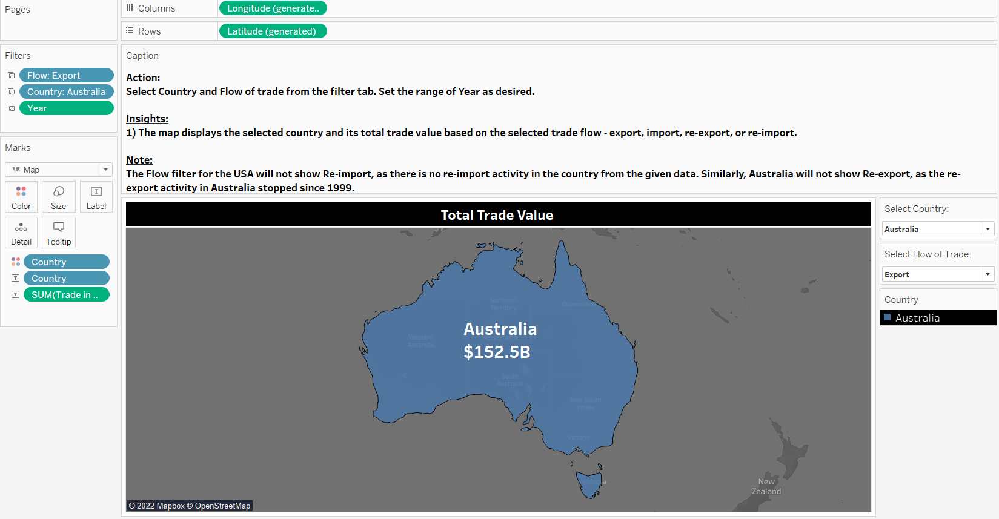 Pages
Columns
Longitude (generate..
Rows
Latitude (generated)
Filters
Flow: Export
Country: Australia
Year
Marks
Map
Color
Size
Label
Detail
Tooltip
Country
Country
SUM(Trade in ..
Caption
Action:
Select Country and Flow of trade from the filter tab. Set the range of Year as desired.
Insights:
1) The map displays the selected country and its total trade value based on the selected trade flow - export, import, re-export, or re-import.
Note:
The Flow filter for the USA will not show Re-import, as there is no re-import activity in the country from the given data. Similarly, Australia will not show Re-export, as the re-
export activity in Australia stopped since 1999.
Total Trade Value
Northern
Territory
Queensland
Australia
$152.5B
Western
Australia
Australia
South
Australia
New South
Wales
Victoria
New
Zealand
© 2022 Mapbox © OpenStreetMap
Select Country:
Australia
Select Flow of Trade:
Export
Country
Australia